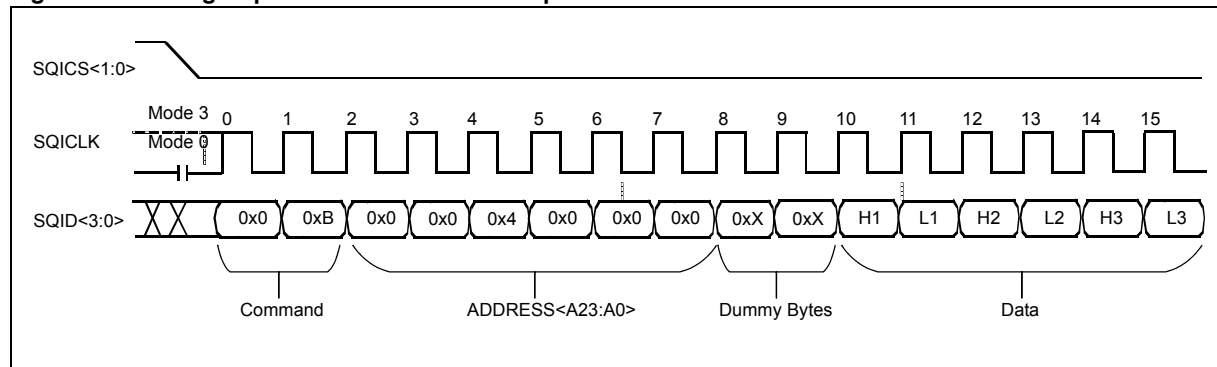 SQICS<1:0>
Mode 3
0 1 2 3 4 5 6 7 8 9 10 11 12 13 14 15
SQICLK
Mode 0
SQID<3:0>
0x0 0xB 0x0 0x0 0x4 0x0 0x0 0x0 0xX 0xX H1 L1 H2 L2 H3 L3
Command ADDRESS<A23:A0> Dummy Bytes Data